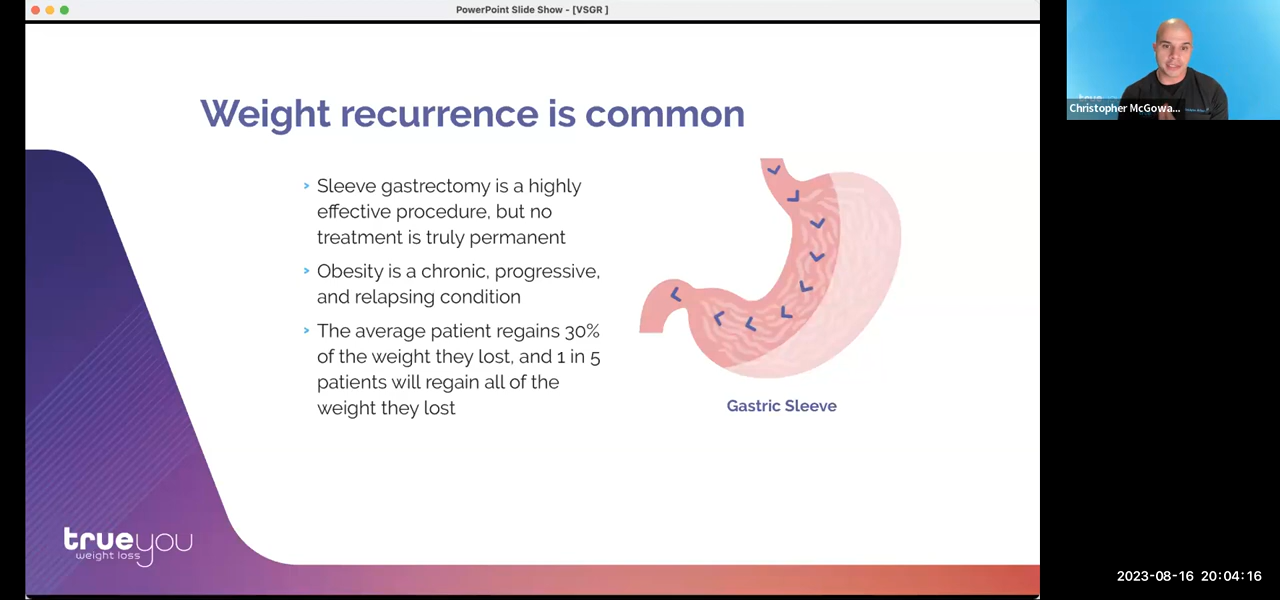 PowerPoint Slide Show - [VSGR ]
Weight recurrence is common
Sleeve gastrectomy is a highly
effective procedure, but no
treatment is truly permanent
Obesity is a chronic, progressive,
and relapsing condition
The average patient regains 30%
of the weight they lost, and 1 in 5
patients will regain all of the
weight they lost
Gastric Sleeve
trueyou
weight loss
true
Christopher McGowa...
2023-08-16 20:04:16